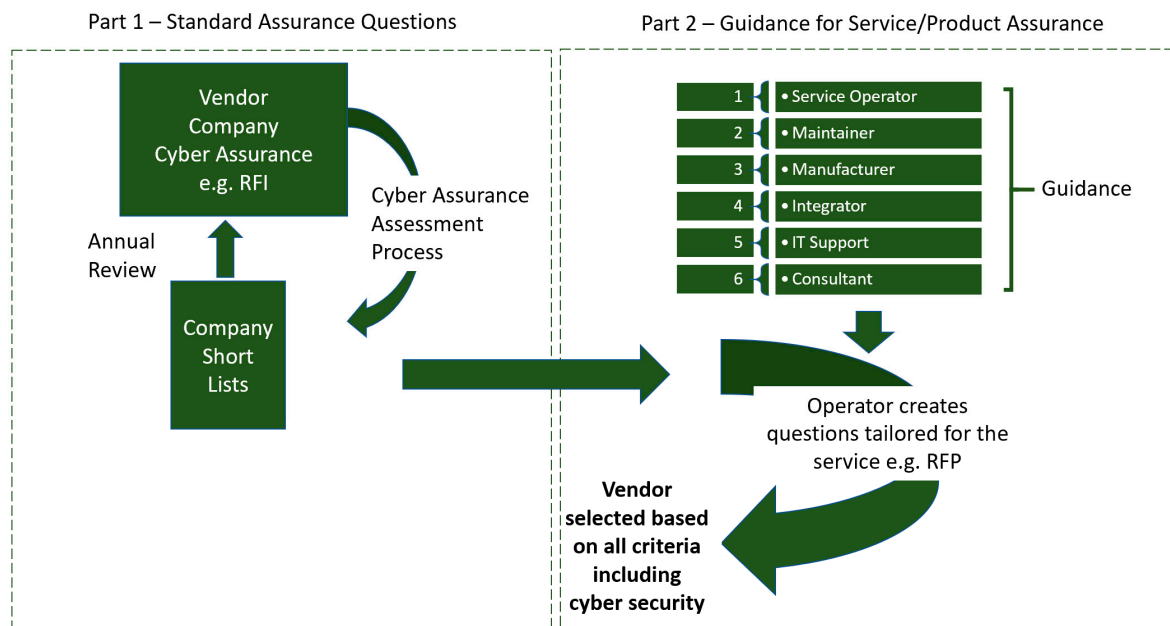 Part 1 – Standard Assurance Questions
Vendor
Company
Cyber Assurance
e.g. RFI
Cyber Assurance
Assessment
Process
Annual
Review
Company
Short
Lists
Part 2 – Guidance for Service/Product Assurance
1 • Service Operator
2 • Maintainer
3 • Manufacturer
4 • Integrator
5 • IT Support
6 • Consultant
Guidance
Operator creates
questions tailored for the
service e.g. RFP
Vendor
selected based
on all criteria
including
cyber security